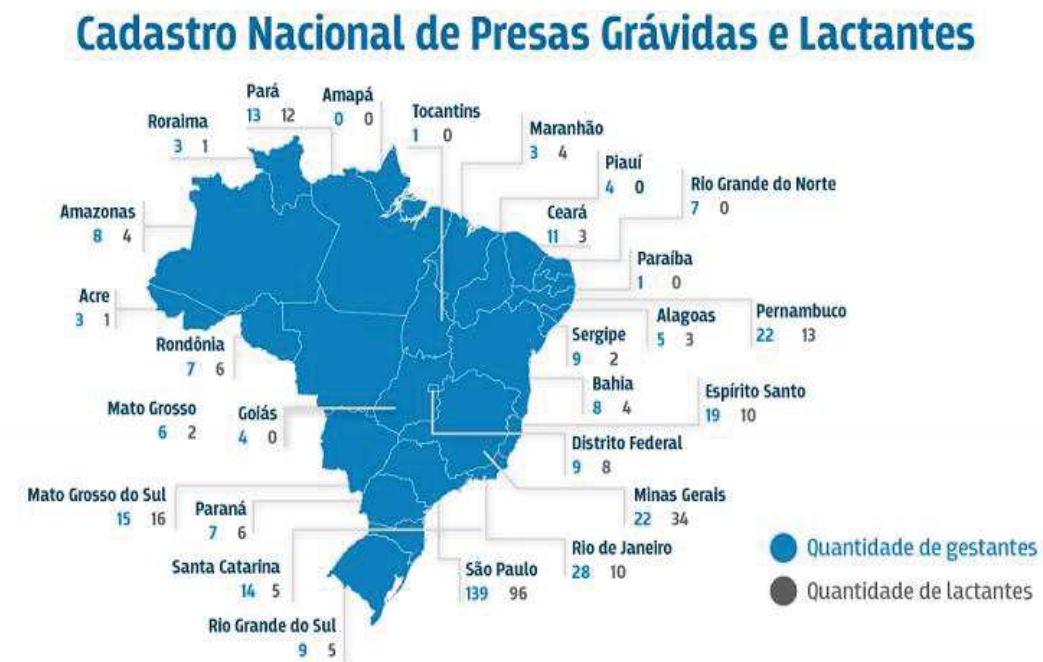 Cadastro Nacional de Presas Grávidas e Lactantes
Pará
13 12
Amapá
0 0
Tocantins
1 0
Roraima
3 1
Maranhão
3 4
Piauí
4 0
Rio Grande do Norte
7 0
Amazonas
8 4
Ceará
11 3
Paraíba
1 0
Acre
3 1
Pernambuco
22 13
Alagoas
5 3
Sergipe
9 2
Rondônia
7 6
Bahia
8 4
Espírito Santo
19 10
Mato Grosso
6 2
Goiás
4 0
Distrito Federal
9 8
Mato Grosso do Sul
15 16
Paraná
7 6
Minas Gerais
22 34
Rio de Janeiro
28 10
Santa Catarina
14 5
São Paulo
139 96
Rio Grande do Sul
9 5
Quantidade de gestantes
Quantidade de lactantes